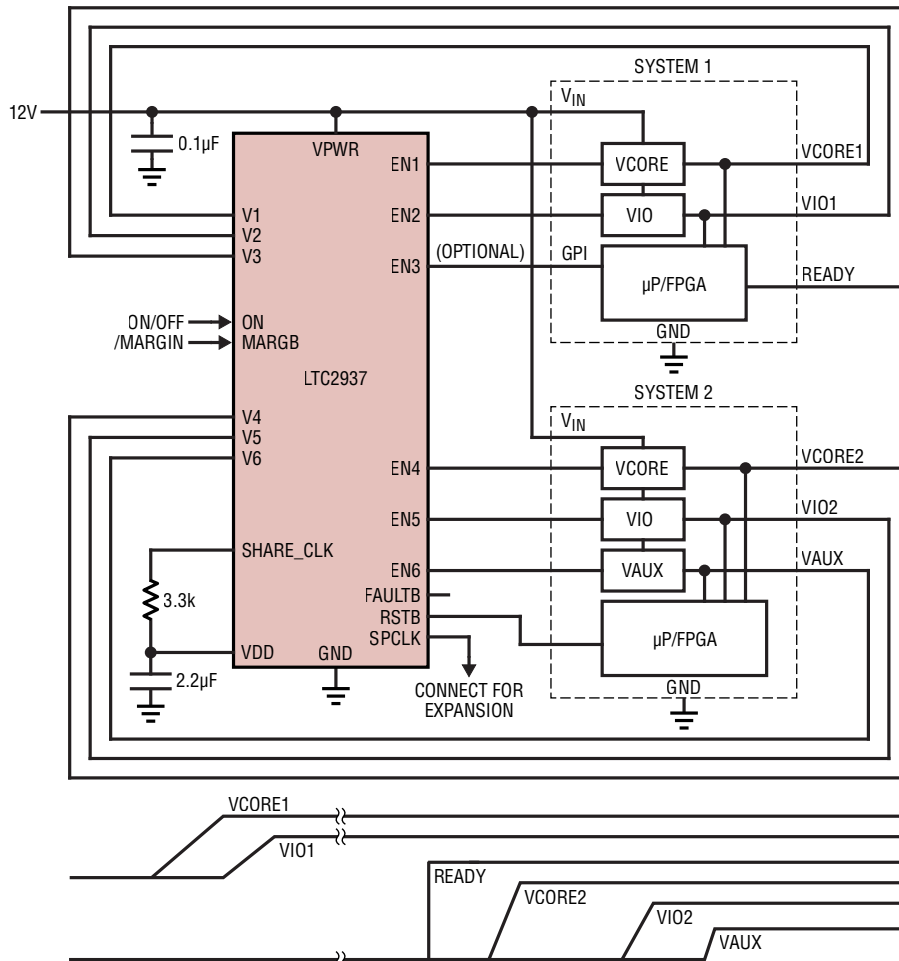 SYSTEM 1
12V
VIN
0.1µF
VPWR
EN1
VCORE
VCORE1
V1
EN2
VIO
VIO1
V2
V3
EN3
(OPTIONAL)
GPI
µP/FPGA
READY
ON/OFF
ON
/MARGIN
MARGB
GND
LTC2937
SYSTEM 2
V4
VIN
V5
V6
EN4
VCORE
VCORE2
EN5
VIO
VIO2
SHARE_CLK
EN6
VAUX
VAUX
FAULTB
3.3k
RSTB
SPCLK
µP/FPGA
VDD
GND
2.2µF
CONNECT FOR
EXPANSION
GND
VCORE1
VIO1
READY
VCORE2
VIO2
VAUX